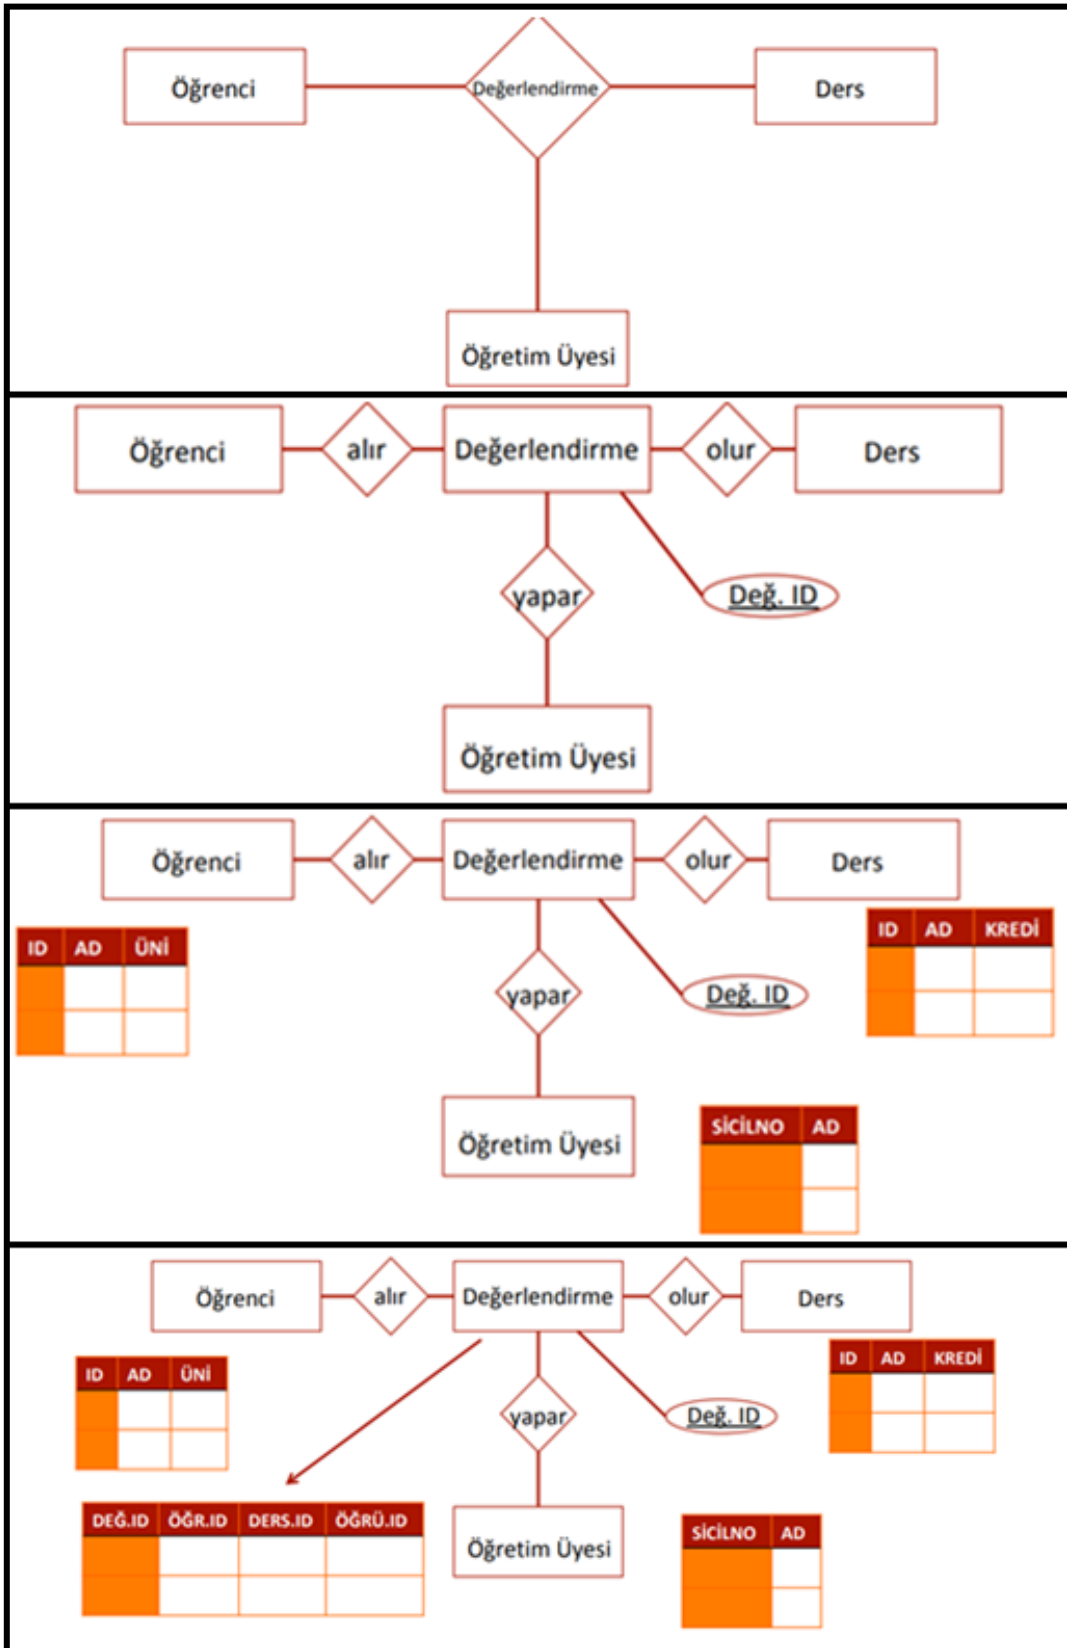 Öğrenci
Değerlendirme
Ders
Öğretim Üyesi
Öğrenci
alır
Değerlendirme
olur
Ders
yapar
Değ. ID
Öğretim Üyesi
Öğrenci
alır
Değerlendirme
olur
Ders
ID AD ÜNİ
ID AD KREDİ
yapar
Değ. ID
Öğretim Üyesi
SİCİLNO AD
Öğrenci
alır
Değerlendirme
olur
Ders
ID AD ÜNİ
ID AD KREDİ
yapar
Değ. ID
DEĞ.ID ÖĞR.ID DERS.ID ÖĞRÜ.ID
Öğretim Üyesi
SİCİLNO AD